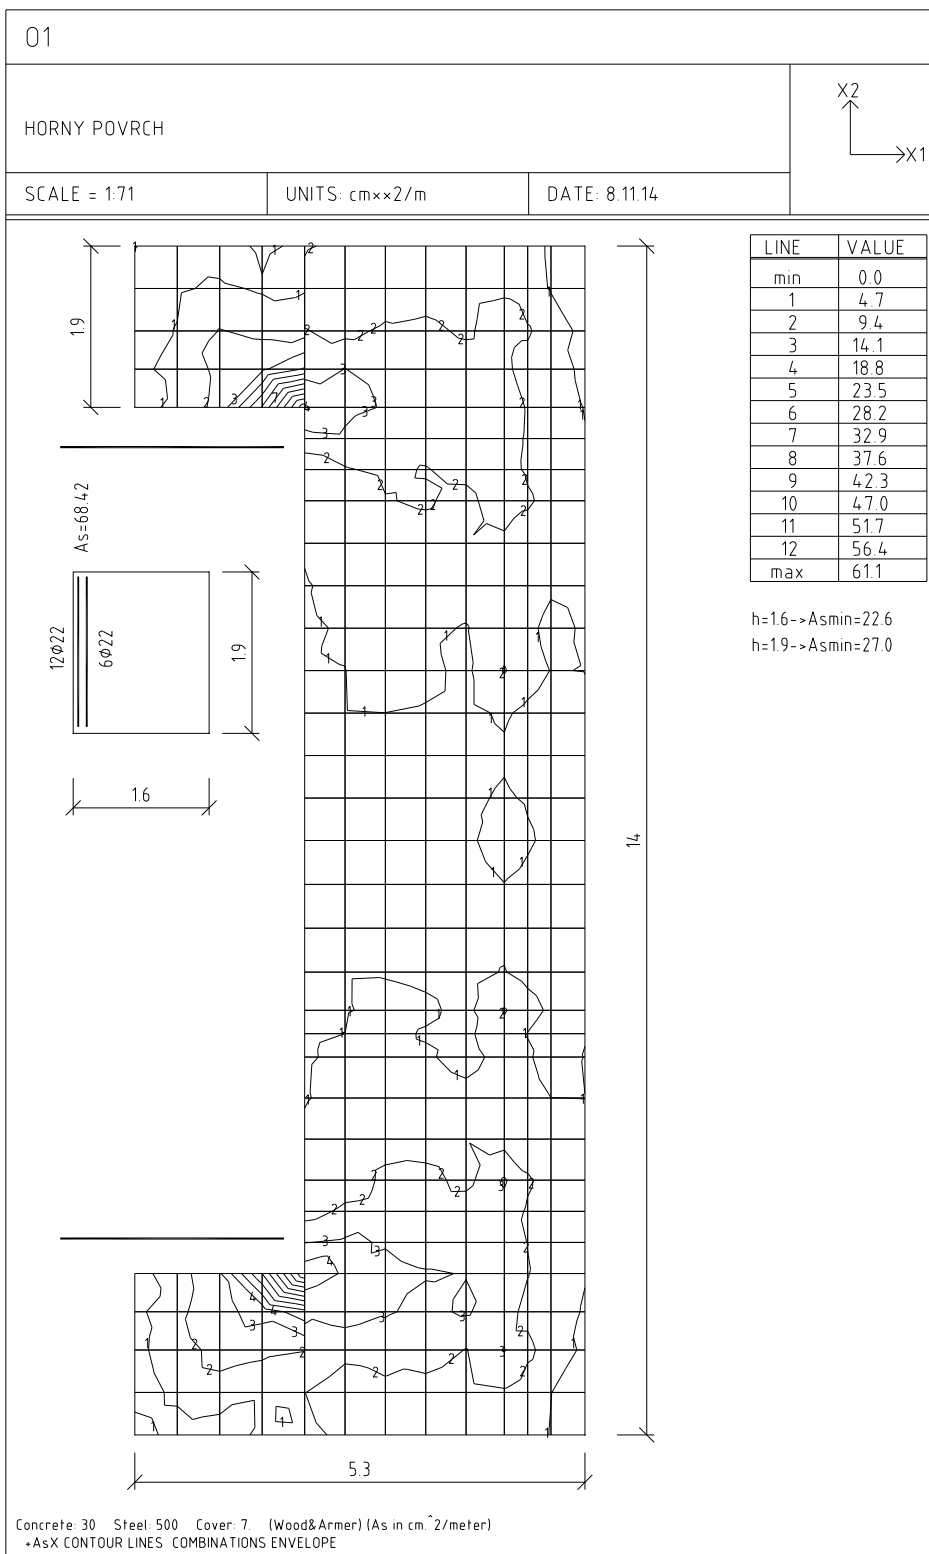 01
X2
HORNY POVRCH
X1
SCALE = 1:71
UNITS: cm××2/m
DATE: 8.11.14
LINE VALUE
min 0.0
1 4.7
2 9.4
3 14.1
4 18.8
5 23.5
6 28.2
7 32.9
8 37.6
9 42.3
10 47.0
11 51.7
12 56.4
max 61.1
h=1.6->Asmin=22.6
h=1.9->Asmin=27.0
1.9
As=68.42
12ϕ22
6ϕ22
1.9
1.6
14
5.3
Concrete: 30 Steel: 500 Cover: 7. (Wood&Armer) (As in cm.^2/meter)
+AsX CONTOUR LINES COMBINATIONS ENVELOPE